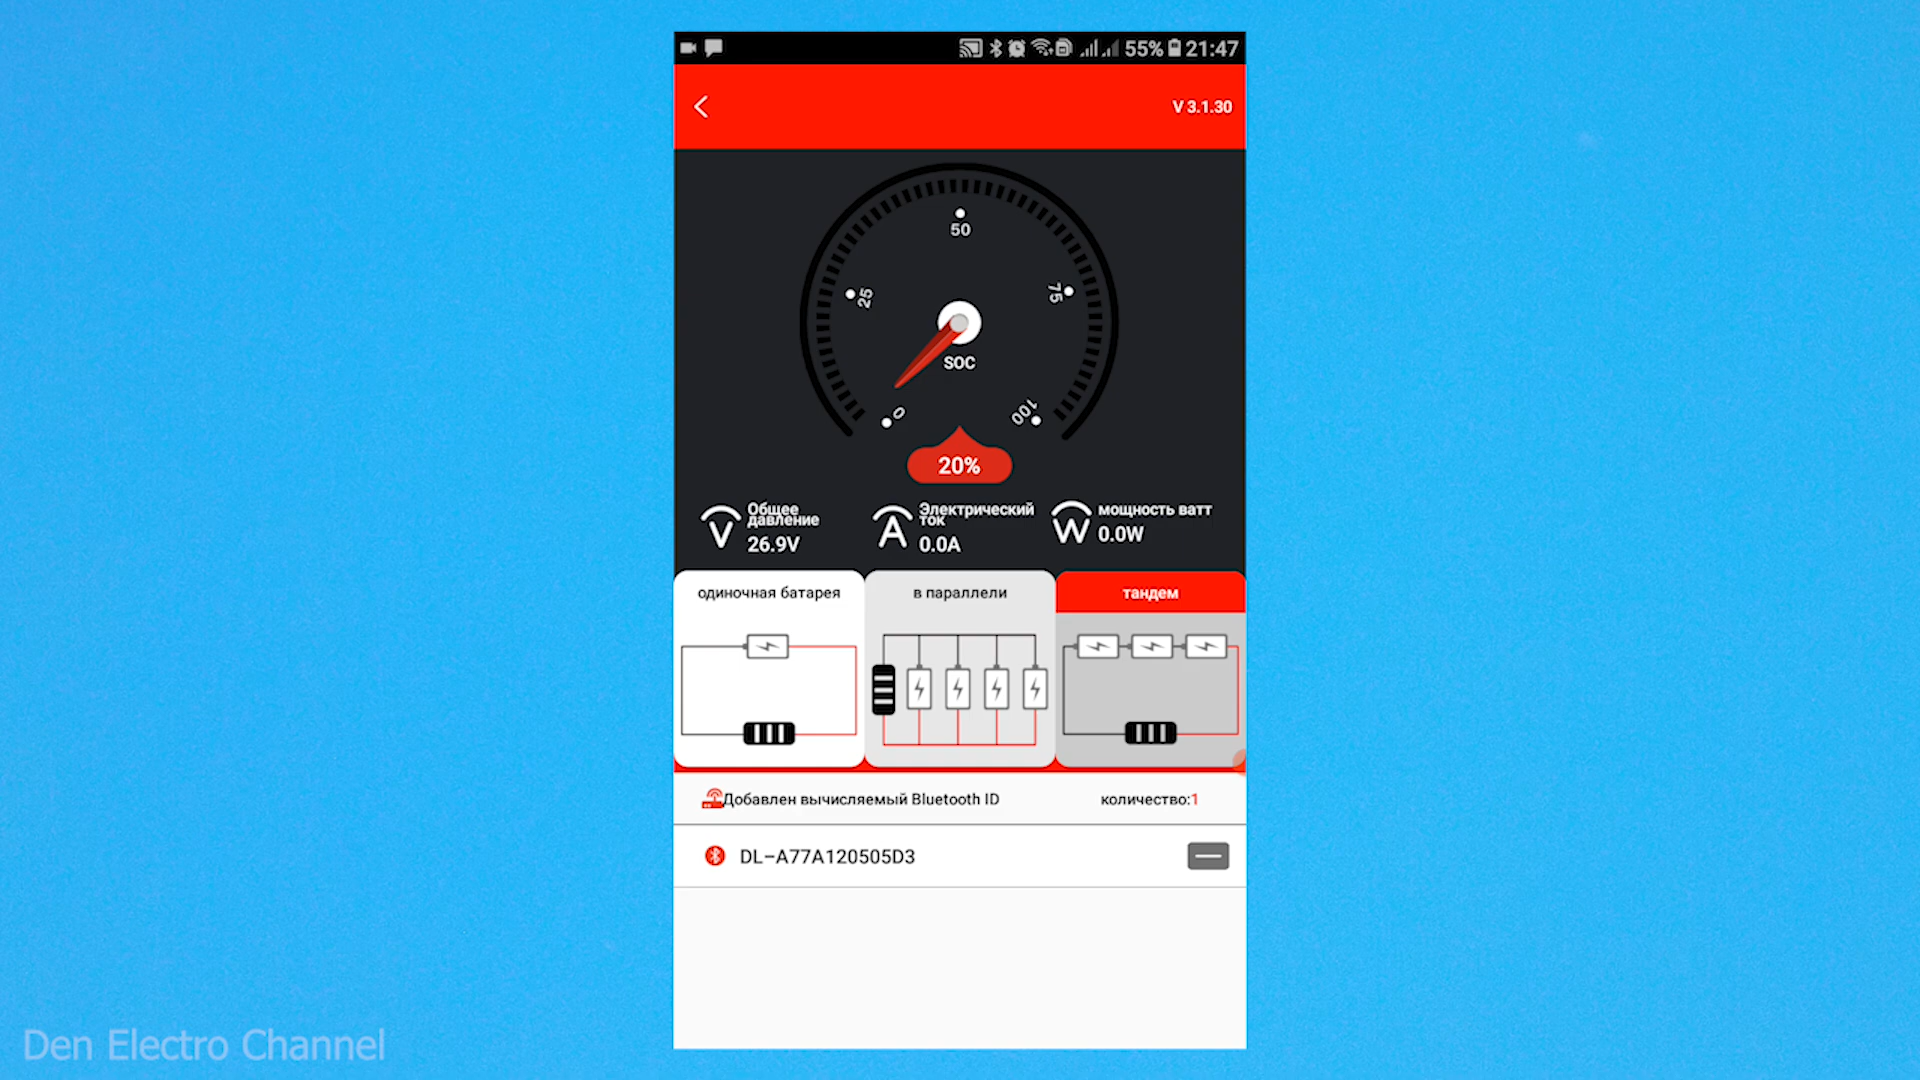 55% 21:47
V 3.1.30
50
25
75
SOC
0
100
20%
Общее
давление
26.9V
Электрический
ток
0.0A
мощность ватт
0.0W
одиночная батарея
в параллели
тандем
Добавлен вычисляемый Bluetooth ID
количество:1
DL-A77A120505D3
Den Electro Channel